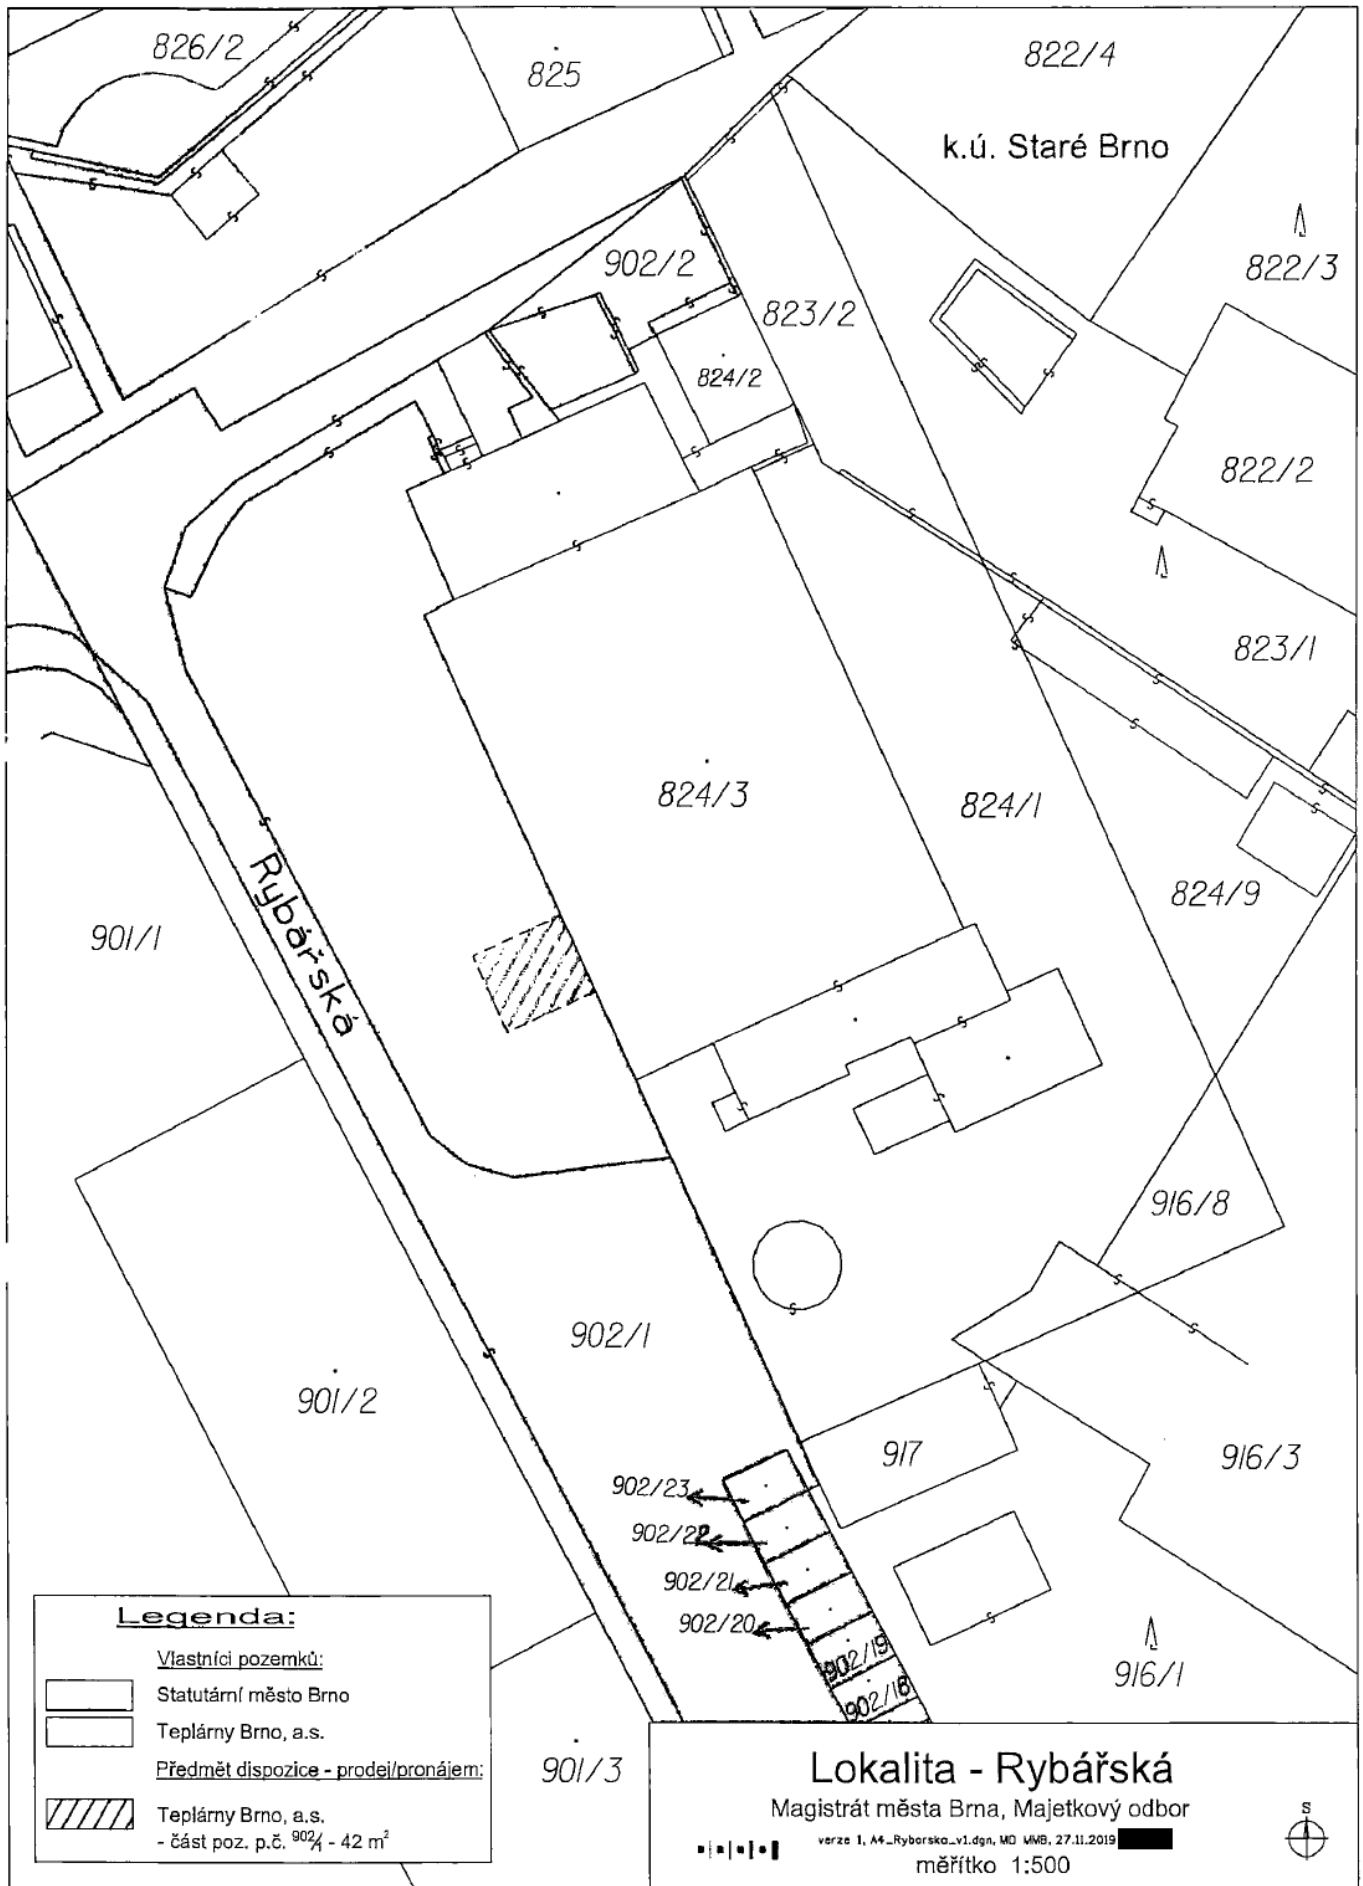 826/2
825
822/4
k.ú. Staré Brno
902/2
822/3
823/2
824/2
822/2
823/1
824/3
824/1
824/9
Rybářská
901/1
916/8
902/1
901/2
917
916/3
902/23
902/22
902/21
902/20
902/19
902/18
916/1
901/3
Legenda:
Vlastníci pozemků:
Statutární město Brno
Teplárny Brno, a.s.
Předmět dispozice - prodej/pronájem:
Teplárny Brno, a.s.
- část poz. p.č. 902/1 - 42 m²
Lokalita - Rybářská
Magistrát města Brna, Majetkový odbor
verze 1, A4_Ryborska_v1.dgn, MO MMB, 27.11.2019
měřítko 1:500
S